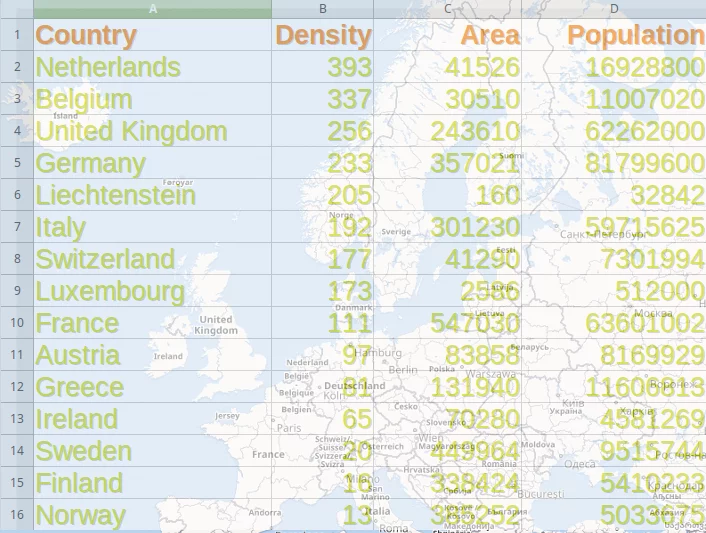 A B C D
1 Country Density Area Population
2 Netherlands 393 41526 16928800
3 Belgium 337 30510 11007020
4 United Kingdom 256 243610 62262000
5 Germany 233 357021 81799600
6 Liechtenstein 205 160 32842
7 Italy 192 301230 59715625
8 Switzerland 177 41290 7301994
9 Luxembourg 173 2586 512000
10 France 111 547030 63601002
11 Austria 97 83858 8169929
12 Greece 131940
13 Ireland 65 70280 4581269
14 Sweden 20 449964 9515744
15 Finland 338424
16 Norway 13
Ísland
Suomi
Føroyar
Norge
Sverige
Санкт-Петербург
Eesti
Latvija
Danmark
Lietuva
Москва
United
Kingdom
Ireland
Hamburg
Беларусь
Nederland
Berlin
Polska
Warszawa
België
Belgique
Belgien
Deutschland
Köln
Воронеж
Київ
Україна
Харків
Jersey
Paris
Česko
Slovensko
France
Schweiz/
Suisse/
Svizzera/
Svizra
Österreich
Wien
Magyarország
Moldova
România
Одеса
Ростов-на-
Hrvatska
Milano
San
Marino
Србија
București
Краснодар
Аҧсны
Andorra
Italia
Roma
Kosova
Kosovo
Македонија
България
Абхазия